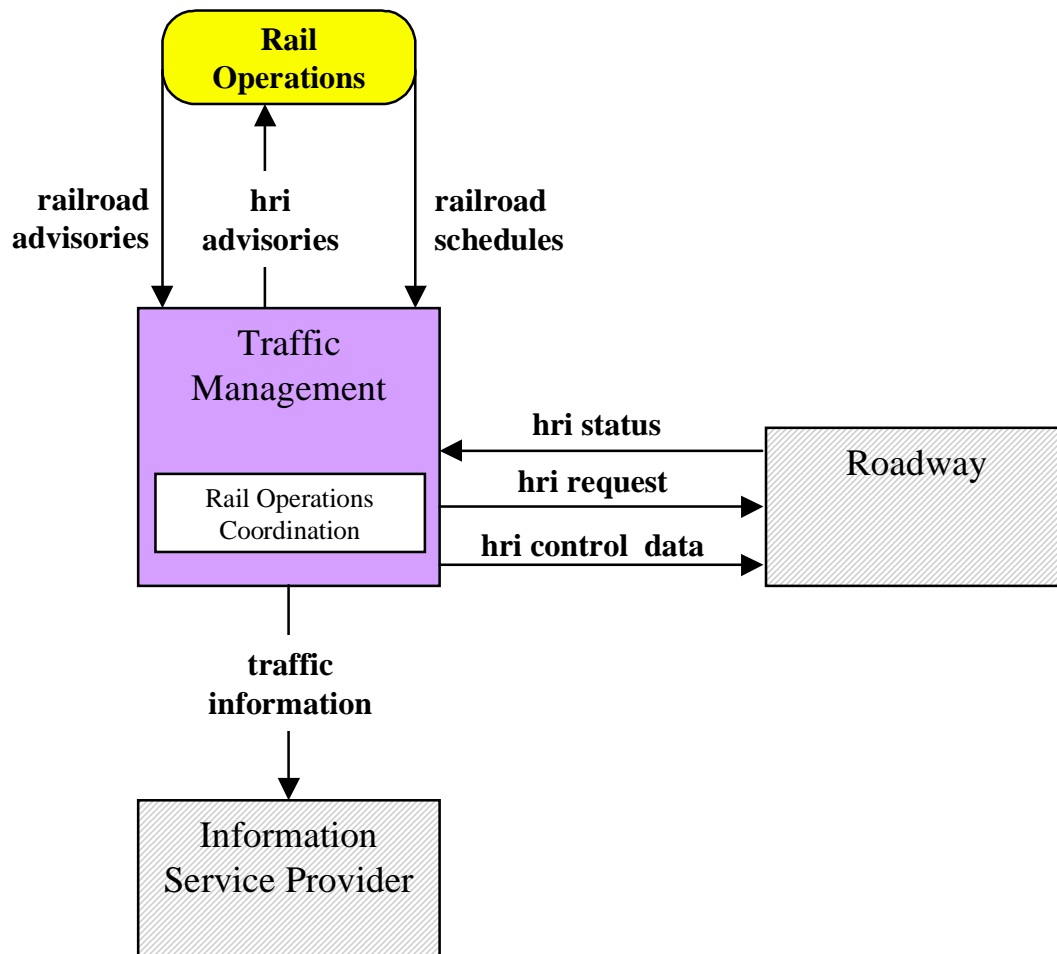 Rail
Operations
railroad
advisories
hri
advisories
railroad
schedules
Traffic
Management
Rail Operations
Coordination
hri status
hri request
hri control data
Roadway
traffic
information
Information
Service Provider